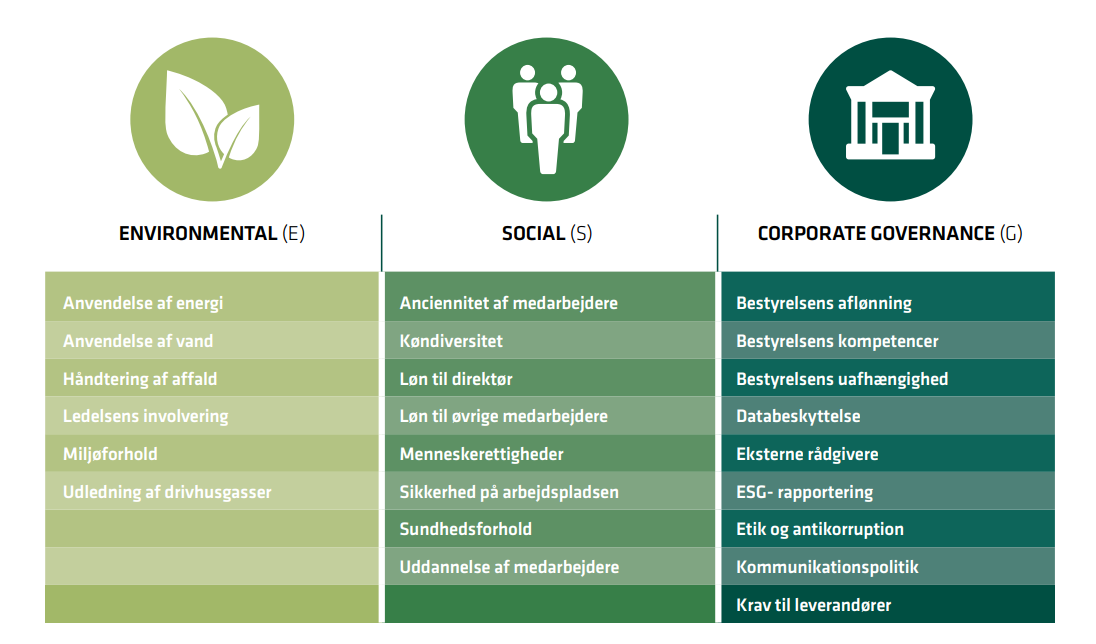 ENVIRONMENTAL (E)
SOCIAL (S)
CORPORATE GOVERNANCE (G)
Anvendelse af energi
Anvendelse af vand
Håndtering af affald
Ledelsens involvering
Miljøforhold
Udledning af drivhusgasser
Anciennitet af medarbejdere
Køndiversitet
Løn til direktør
Løn til øvrige medarbejdere
Menneskerettigheder
Sikkerhed på arbejdspladsen
Sundhedsforhold
Uddannelse af medarbejdere
Bestyrelsens aflønning
Bestyrelsens kompetencer
Bestyrelsens uafhængighed
Databeskyttelse
Eksterne rådgivere
ESG- rapportering
Etik og antikorruption
Kommunikationspolitik
Krav til leverandører